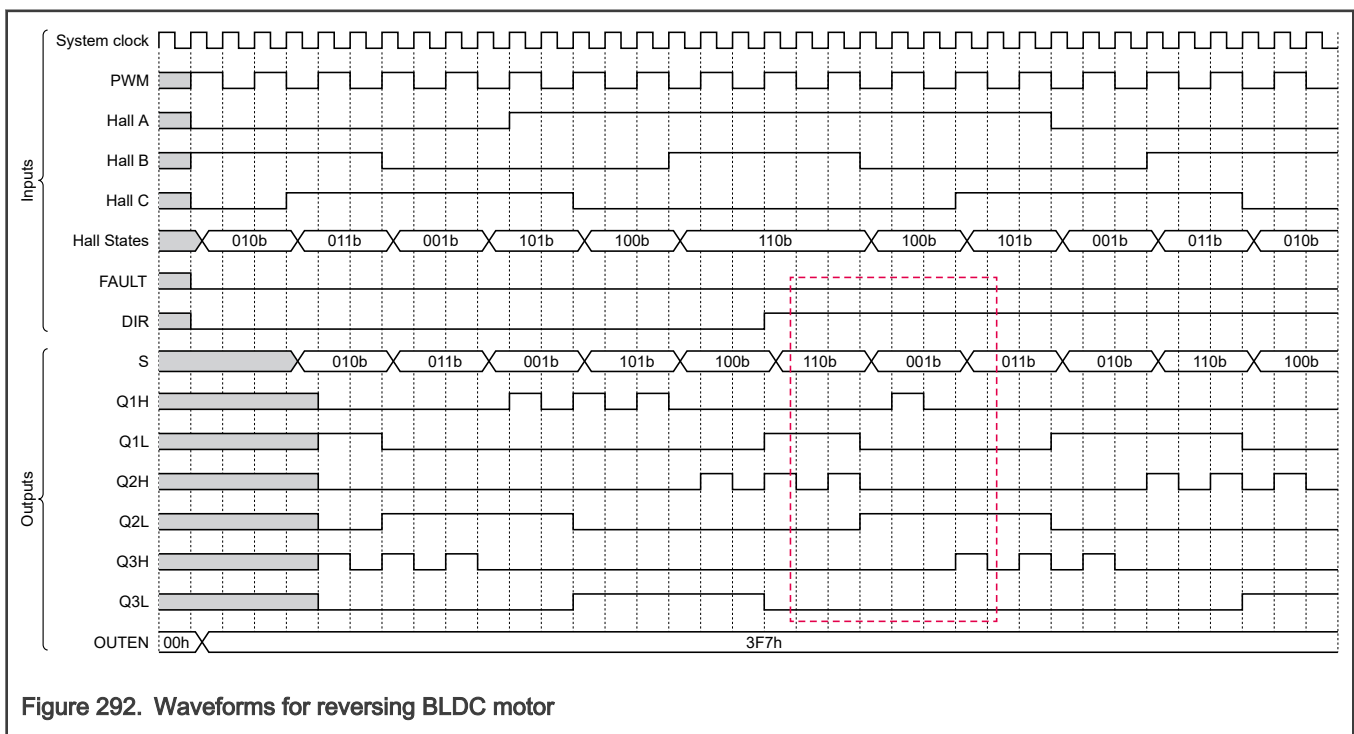 Inputs
System clock
PWM
Hall A
Hall B
Hall C
Hall States 010b 011b 001b 101b 100b 110b 100b 101b 001b 011b 010b
FAULT
DIR
Outputs
S 010b 011b 001b 101b 100b 110b 001b 011b 010b 110b 100b
Q1H
Q1L
Q2H
Q2L
Q3H
Q3L
OUTEN 00h 3F7h
Figure 292. Waveforms for reversing BLDC motor